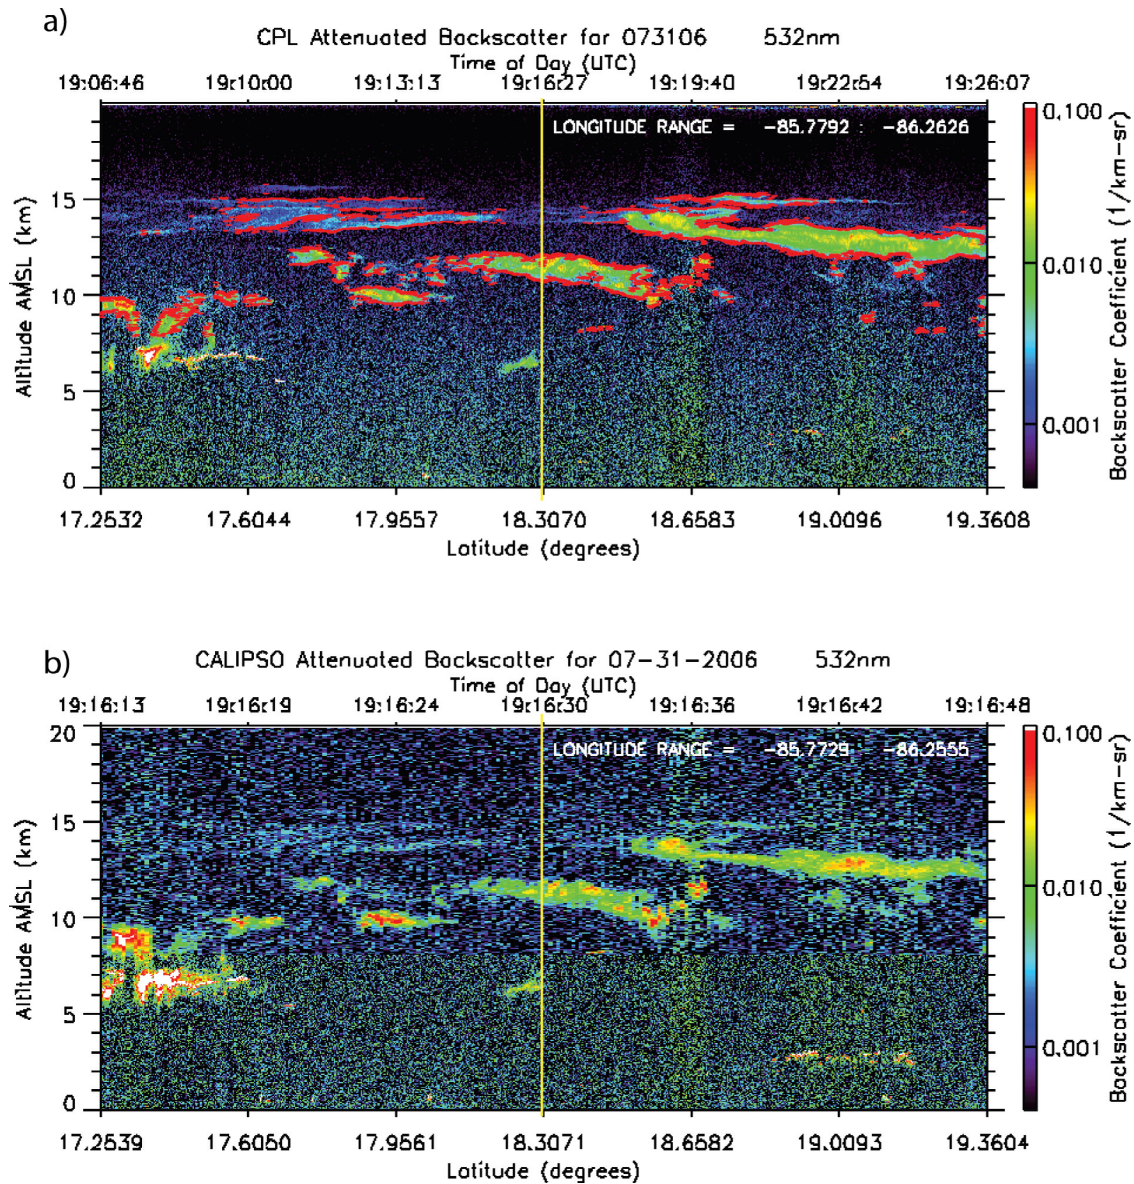 a)
CPL Attenuated Backscatter for 073106 532nm
Time of Day (UTC)
19:06:46 19:10:00 19:13:13 19:16:27 19:19:40 19:22:54 19:26:07
LONGITUDE RANGE = -85.7792 : -86.2626
15
10
5
0
Altitude AMSL (km)
17.2532 17.6044 17.9557 18.3070 18.6583 19.0096 19.3608
Latitude (degrees)
0.100
0.010
0.001
Backscatter Coefficient (1/km-sr)
b)
CALIPSO Attenuated Backscatter for 07-31-2006 532nm
Time of Day (UTC)
19:16:13 19:16:19 19:16:24 19:16:30 19:16:36 19:16:42 19:16:48
LONGITUDE RANGE = -85.7729 -86.2555
20
15
10
5
0
Altitude AMSL (km)
17.2539 17.6050 17.9561 18.3071 18.6582 19.0093 19.3604
Latitude (degrees)
0.100
0.010
0.001
Backscatter Coefficient (1/km-sr)